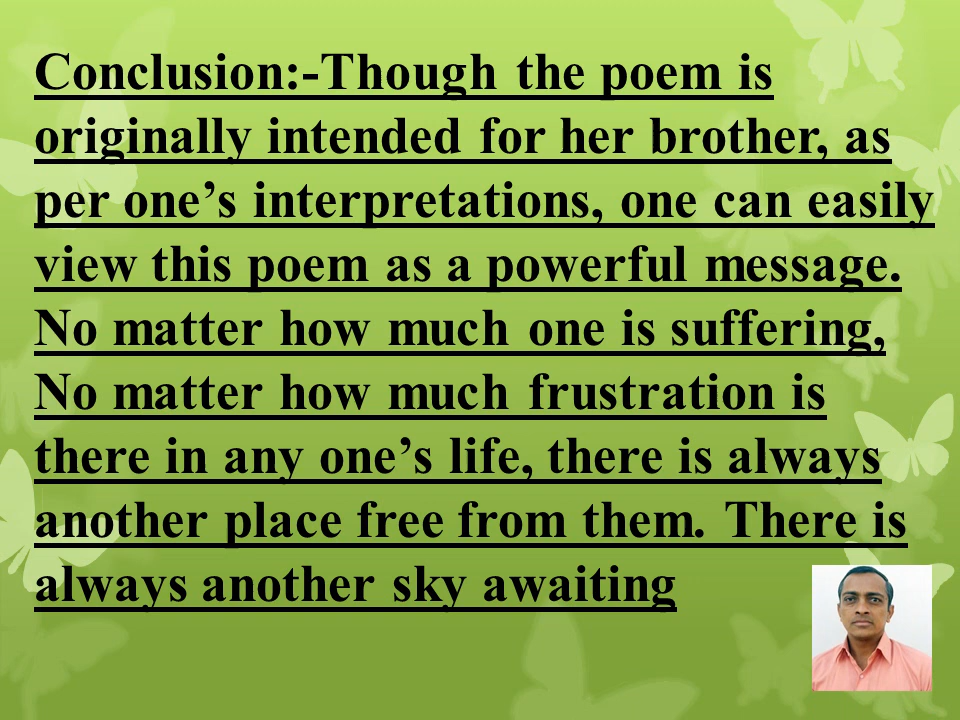 Conclusion:-Though the poem is
originally intended for her brother, as
per one’s interpretations, one can easily
view this poem as a powerful message.
No matter how much one is suffering,
No matter how much frustration is
there in any one’s life, there is always
another place free from them. There is
always another sky awaiting